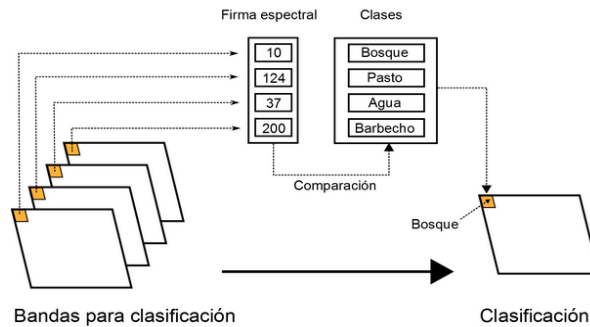 Firma espectral
Clases
10
Bosque
124
Pasto
37
Agua
200
Barbecho
Comparación
Bosque
Bandas para clasificación
Clasificación